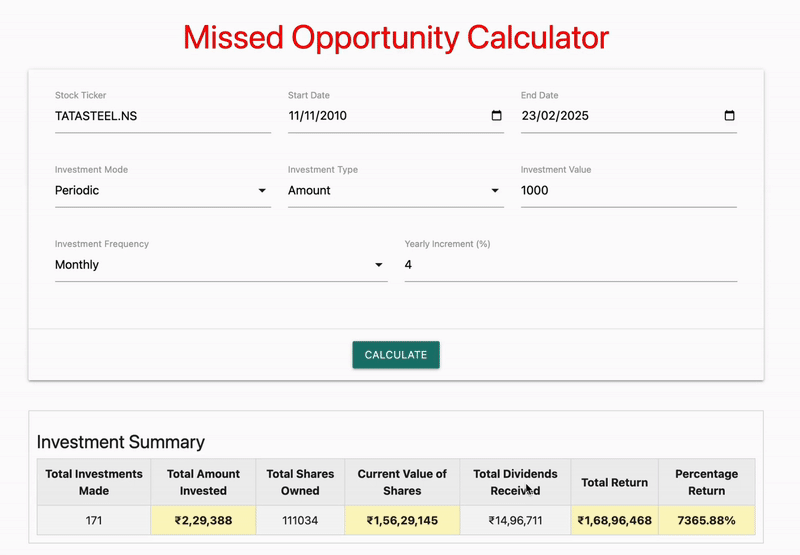 Missed Opportunity Calculator
Stock Ticker Start Date End Date
TATASTEEL.NS 11/11/2010 23/02/2025
Investment Mode Investment Type Investment Value
Periodic Amount 1000
Investment Frequency Yearly Increment (%)
Monthly 4
CALCULATE
Investment Summary
Total Investments Made Total Amount Invested Total Shares Owned Current Value of Shares Total Dividends Received Total Return Percentage Return
171 ₹2,29,388 111034 ₹1,56,29,145 ₹14,96,711 ₹1,68,96,468 7365.88%